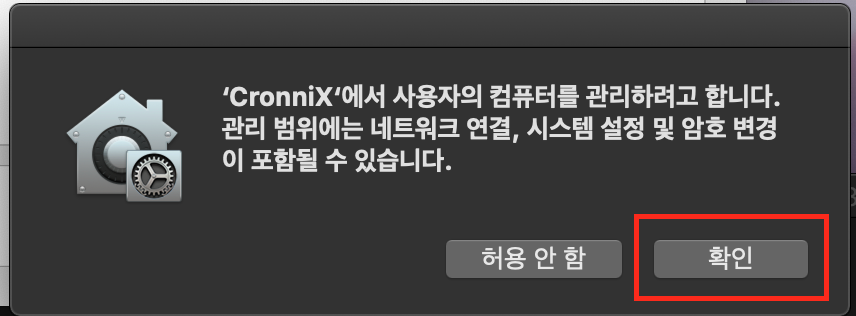 ‘CronniX‘에서 사용자의 컴퓨터를 관리하려고 합니다.
관리 범위에는 네트워크 연결, 시스템 설정 및 암호 변경
이 포함될 수 있습니다.
허용 안 함
확인